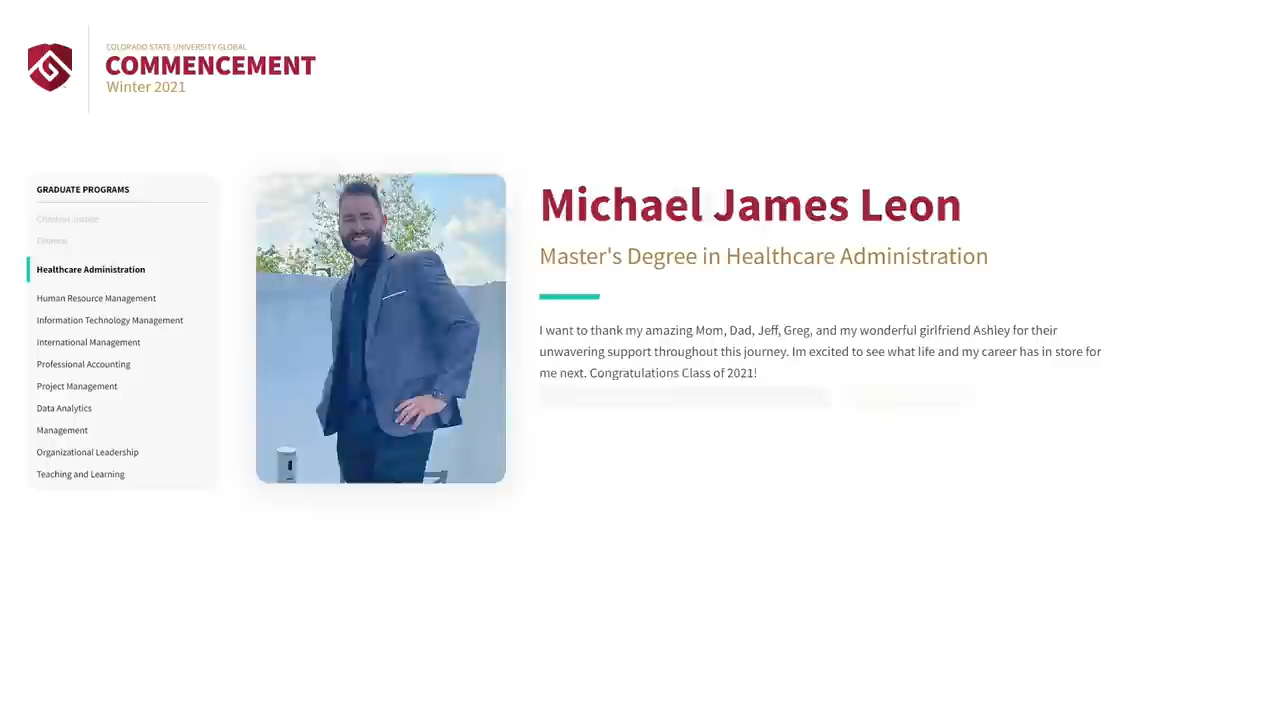 COLORADO STATE UNIVERSITY GLOBAL
COMMENCEMENT
Winter 2021
GRADUATE PROGRAMS
Criminal Justice
Finance
Healthcare Administration
Human Resource Management
Information Technology Management
International Management
Professional Accounting
Project Management
Data Analytics
Management
Organizational Leadership
Teaching and Learning
Michael James Leon
Master's Degree in Healthcare Administration
I want to thank my amazing Mom, Dad, Jeff, Greg, and my wonderful girlfriend Ashley for their
unwavering support throughout this journey. Im excited to see what life and my career has in store for
me next. Congratulations Class of 2021!